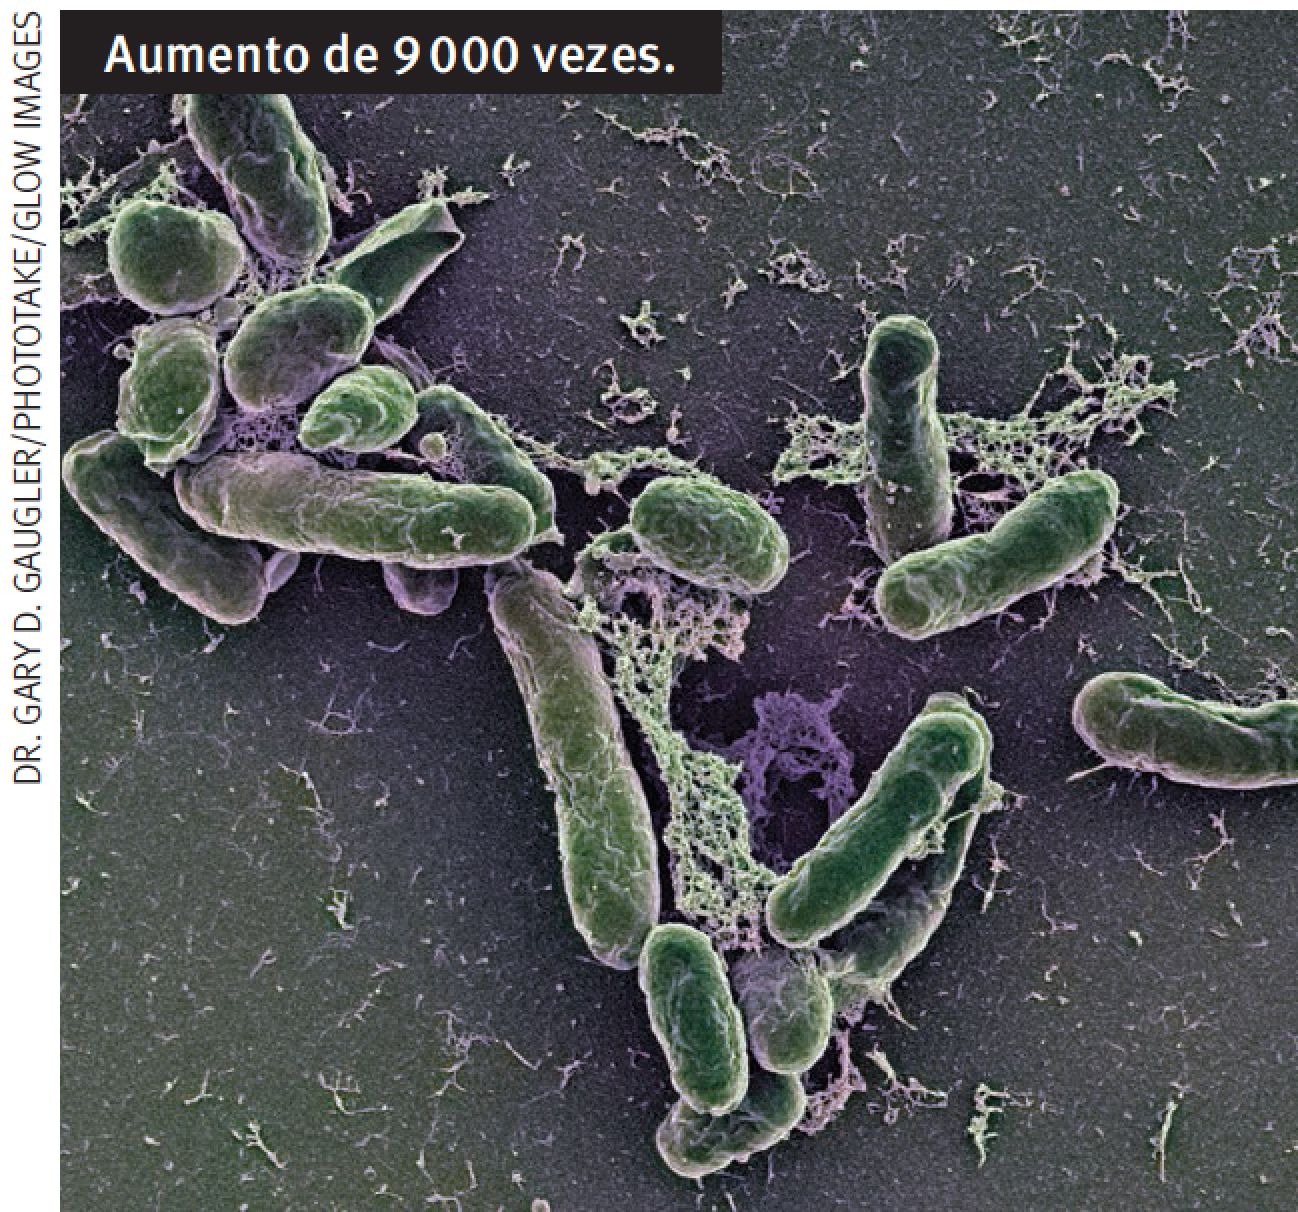 Aumento de 9 000 vezes.
DR. GARY D. GAUGLER/PHOTOTAKE/GLOW IMAGES